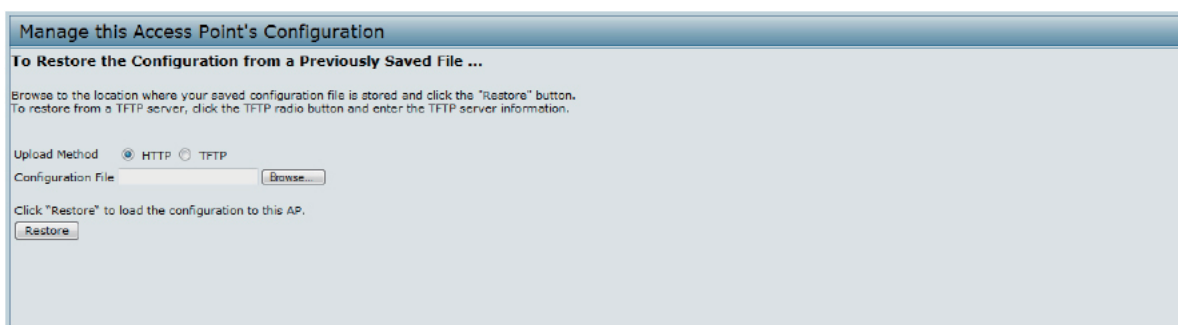 Manage this Access Point's Configuration
To Restore the Configuration from a Previously Saved File ...
Browse to the location where your saved configuration file is stored and click the "Restore" button.
To restore from a TFTP server, click the TFTP radio button and enter the TFTP server information.
Upload Method HTTP TFTP
Configuration File Browse...
Click "Restore" to load the configuration to this AP.
Restore